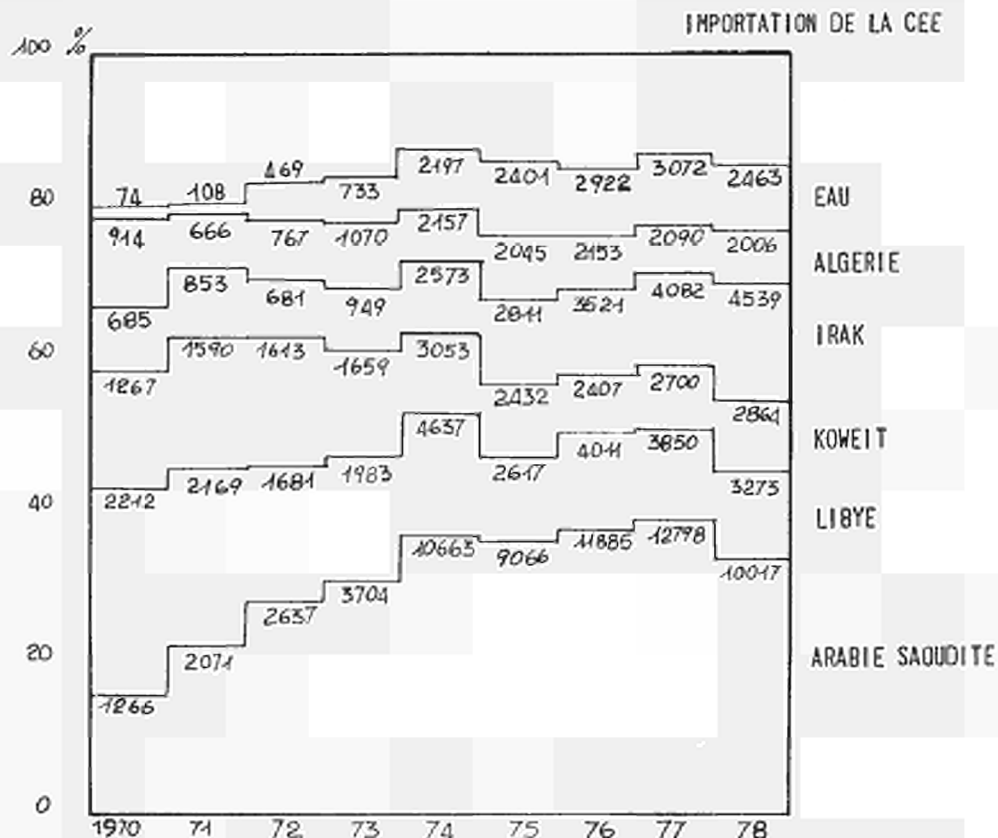 IMPORTATION DE LA CEE
100 %
469 2197 2401 2922 3072 2463
80 74 108 733 EAU
914 666 767 1070 2157 2045 2153 2090 2006
ALGERIE
685 853 681 949 2573 2811 3521 4082 4539
IRAK
60 1267 1590 1613 1659 3053 2432 2407 2700 2864
KOWEIT
40 2212 2169 1681 1983 4637 2617 4011 3850 3273
LIBYE
10663 9066 11885 12798 10017
20 1266 2071 2637 3704 ARABIE SAOUDITE
0
1970 71 72 73 74 75 76 77 78